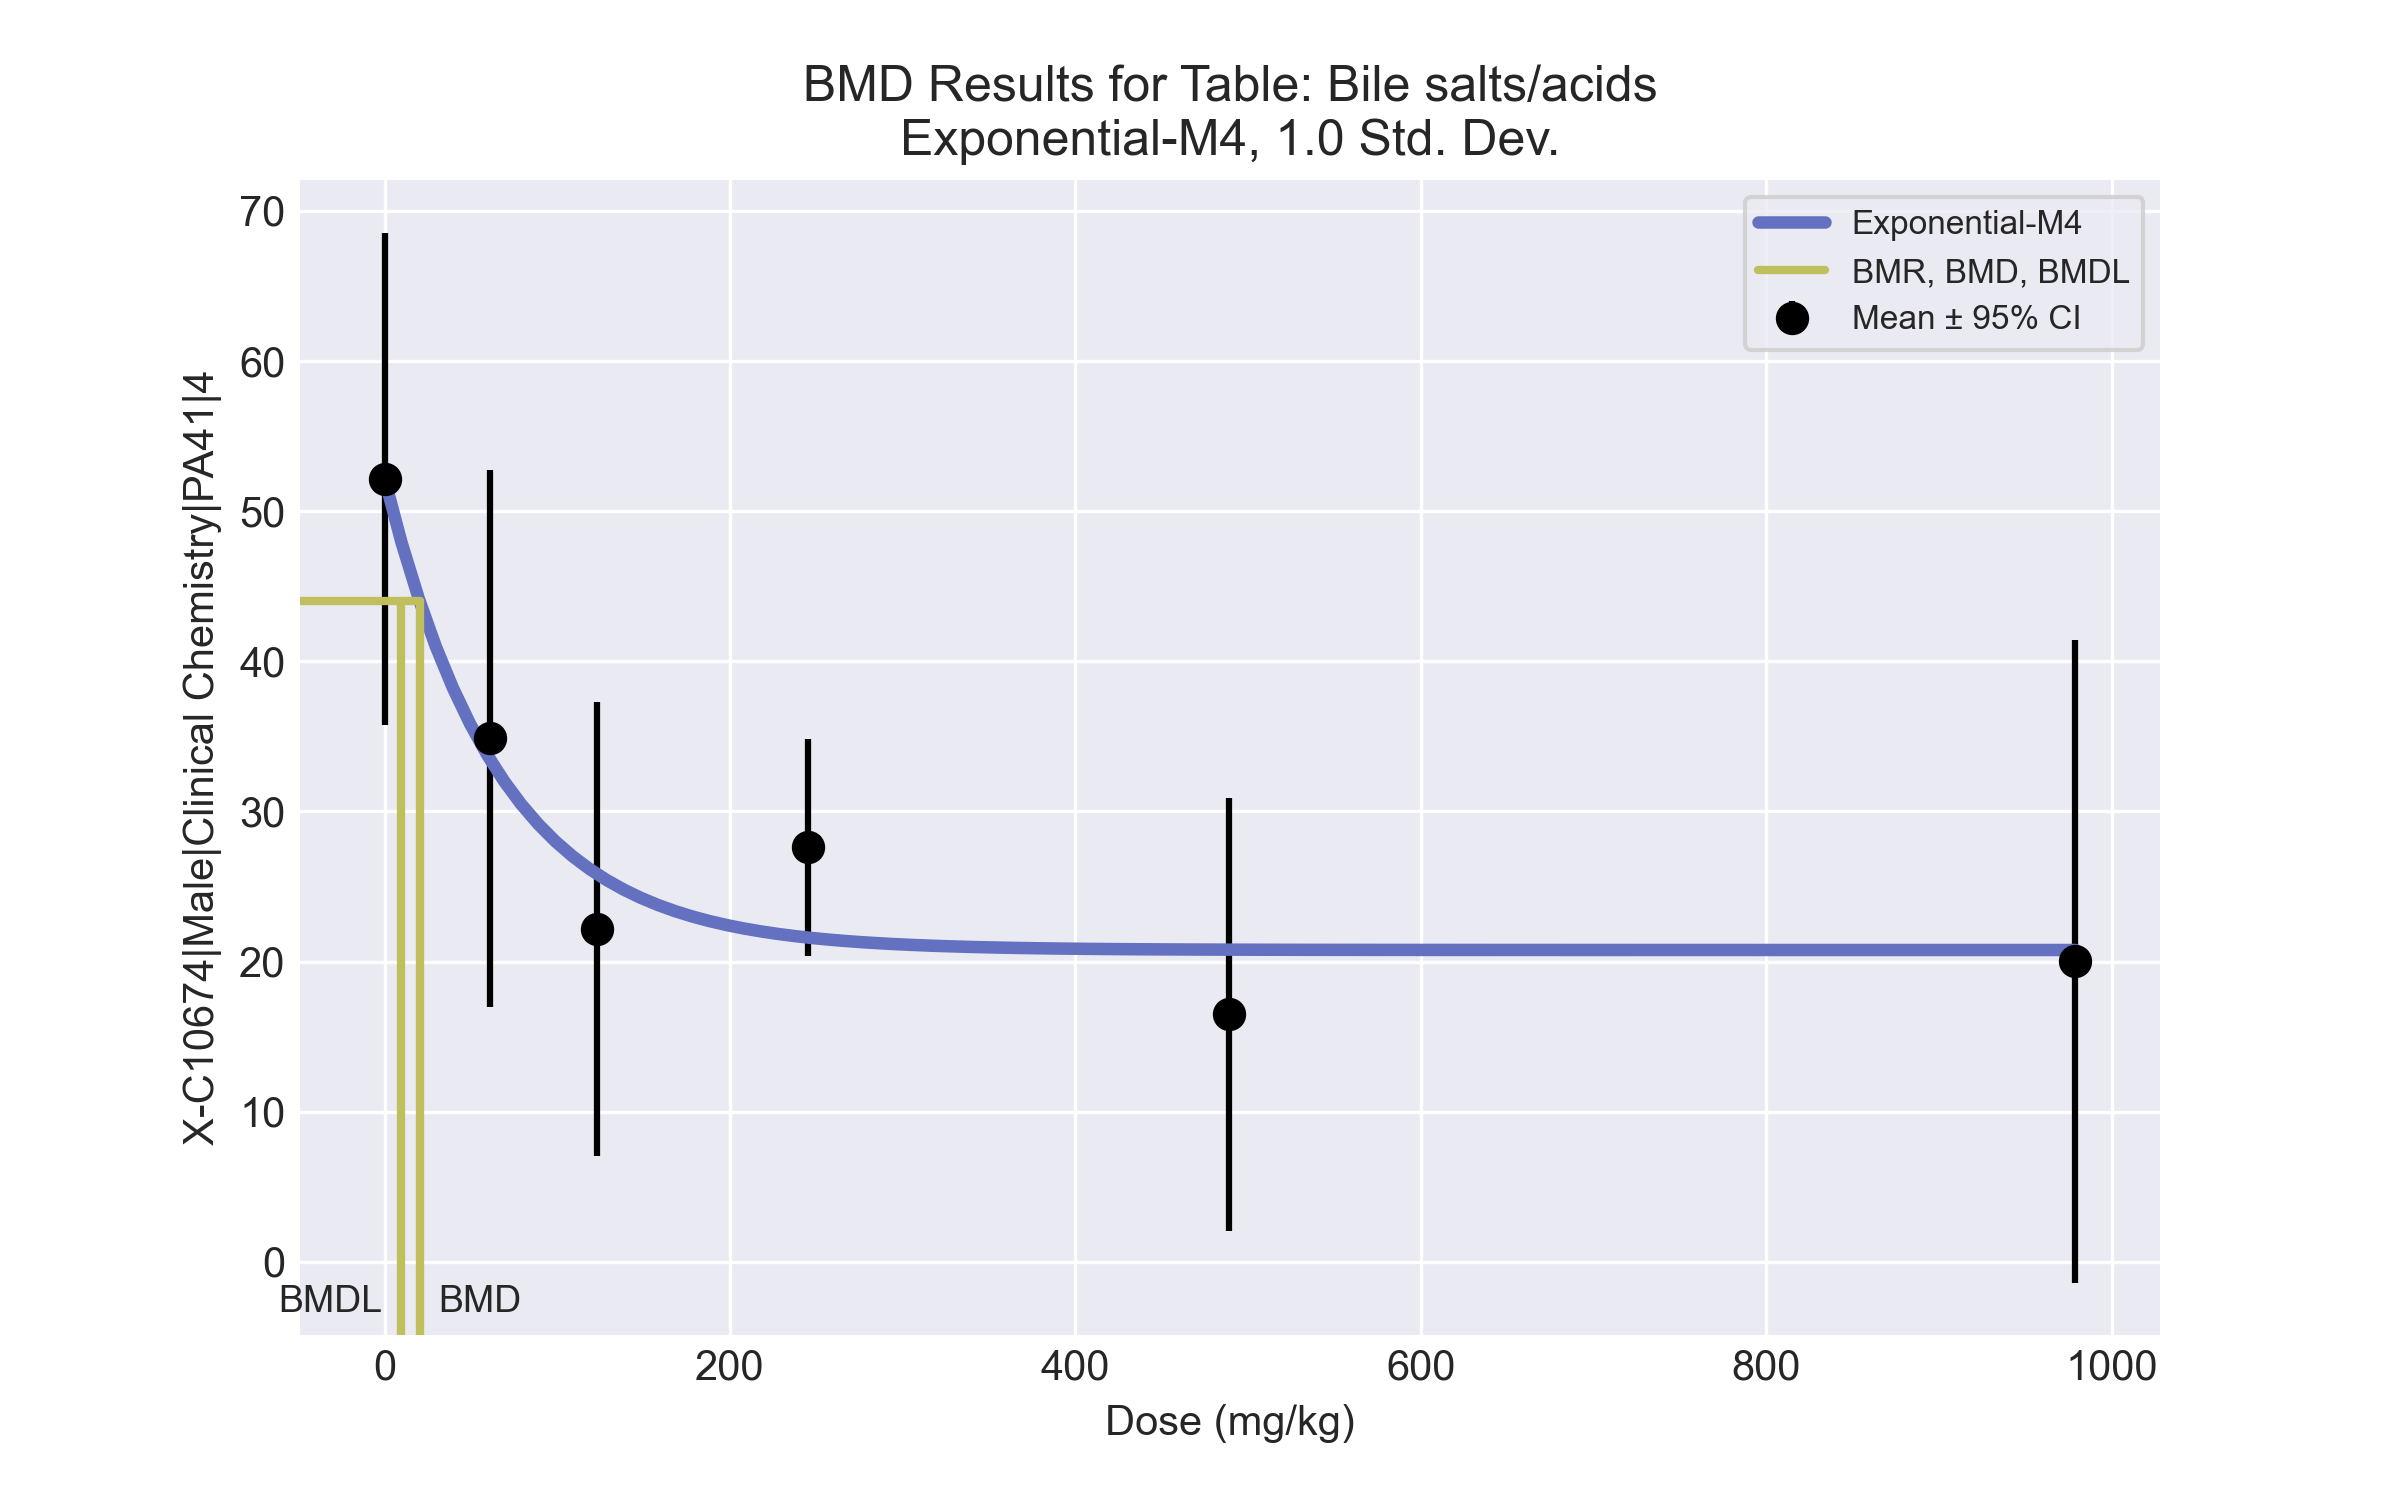 BMD Results for Table: Bile salts/acids
Exponential-M4, 1.0 Std. Dev.
X-C10674|Male|Clinical Chemistry|PA41|4
70
60
50
40
30
20
10
0
Exponential-M4
BMR, BMD, BMDL
Mean ± 95% CI
BMDL
BMD
0
200
400
600
800
1000
Dose (mg/kg)